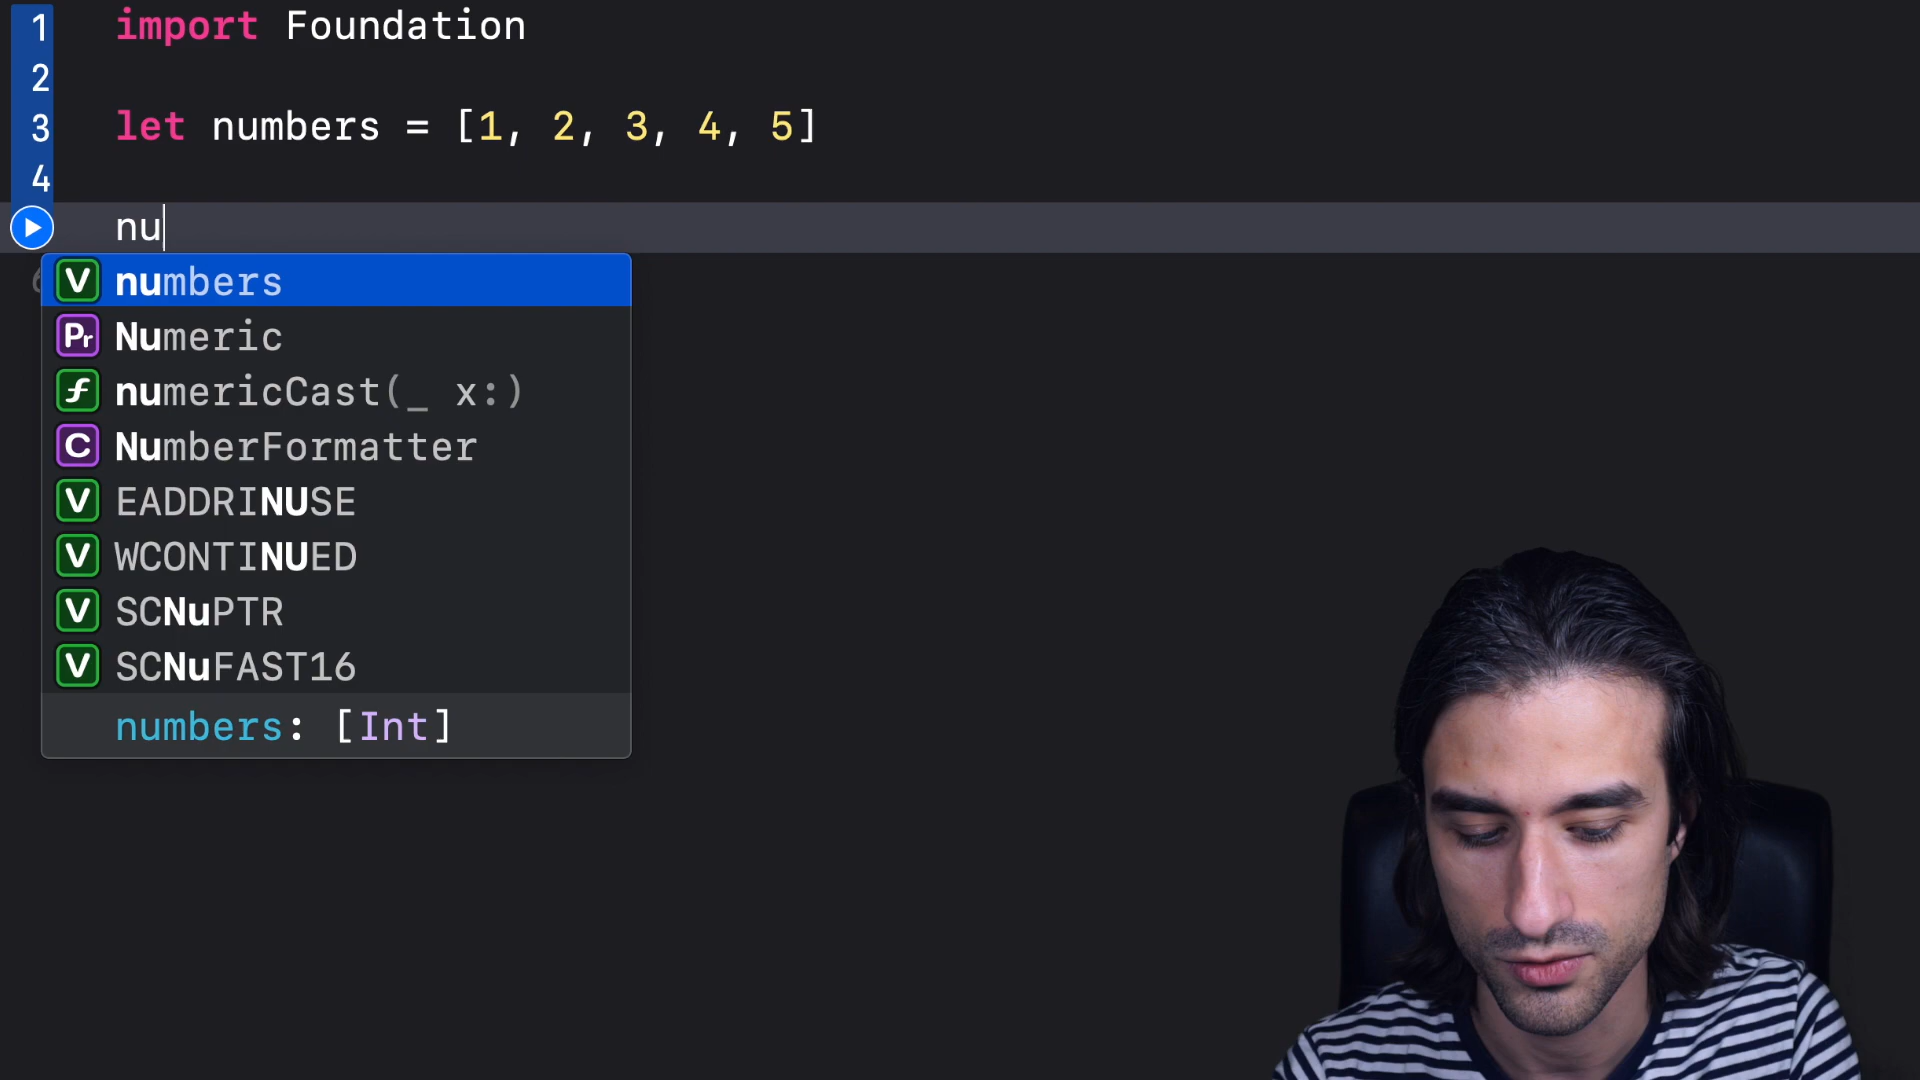 1 import Foundation
2
3 let numbers = [1, 2, 3, 4, 5]
4
nu
V numbers
Pr Numeric
f numericCast(_ x:)
C NumberFormatter
V EADDRINUSE
V WCONTINUED
V SCNuPTR
V SCNuFAST16
numbers: [Int]